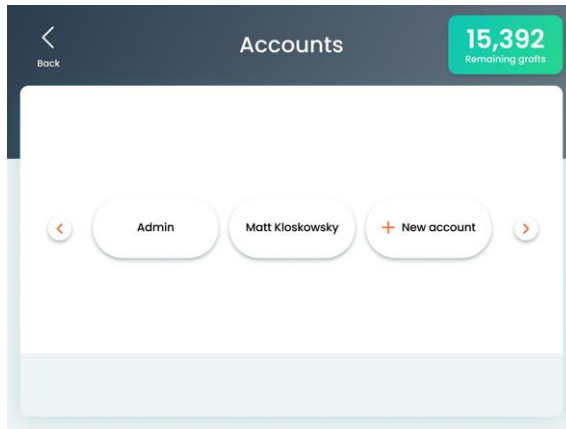 Back
Accounts
15,392
Remaining grafts
Admin
Matt Kloskowsky
+ New account